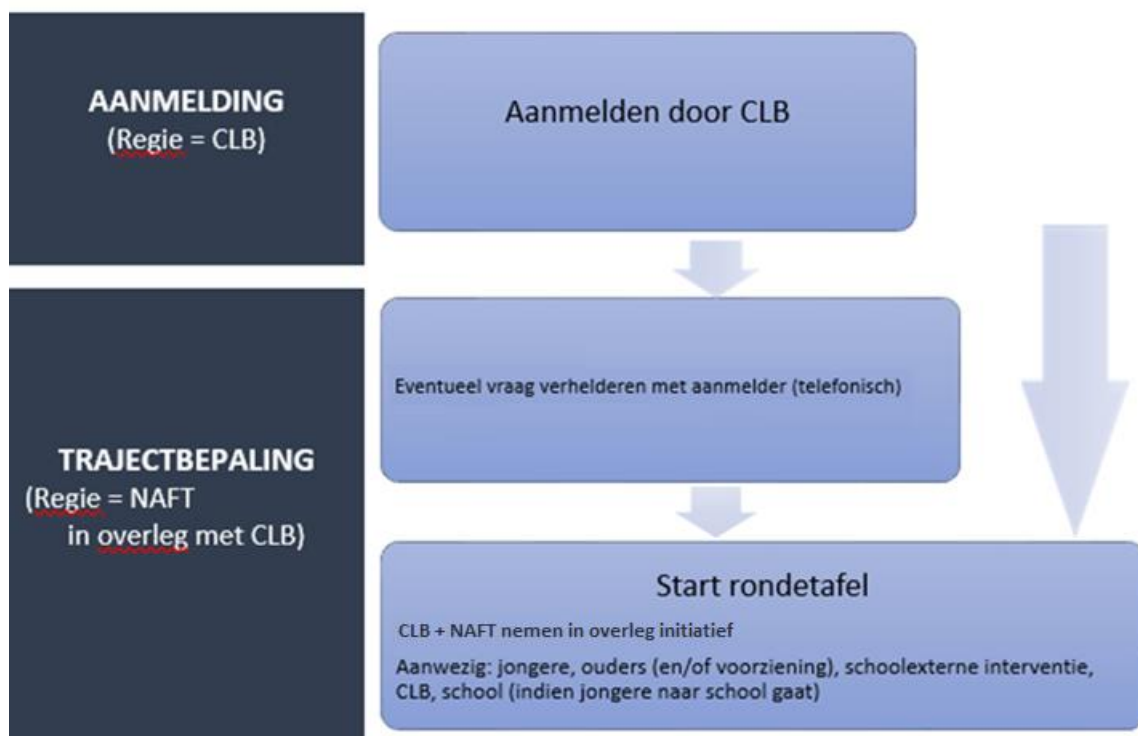 AANMELDING
(Regie = CLB)
Aanmelden door CLB
Eventueel vraag verhelderen met aanmelder (telefonisch)
TRAJECTBEPALING
(Regie = NAFT
in overleg met CLB)
Start rondetafel
CLB + NAFT nemen in overleg initiatief
Aanwezig: jongere, ouders (en/of voorziening), schoolexterne interventie,
CLB, school (indien jongere naar school gaat)